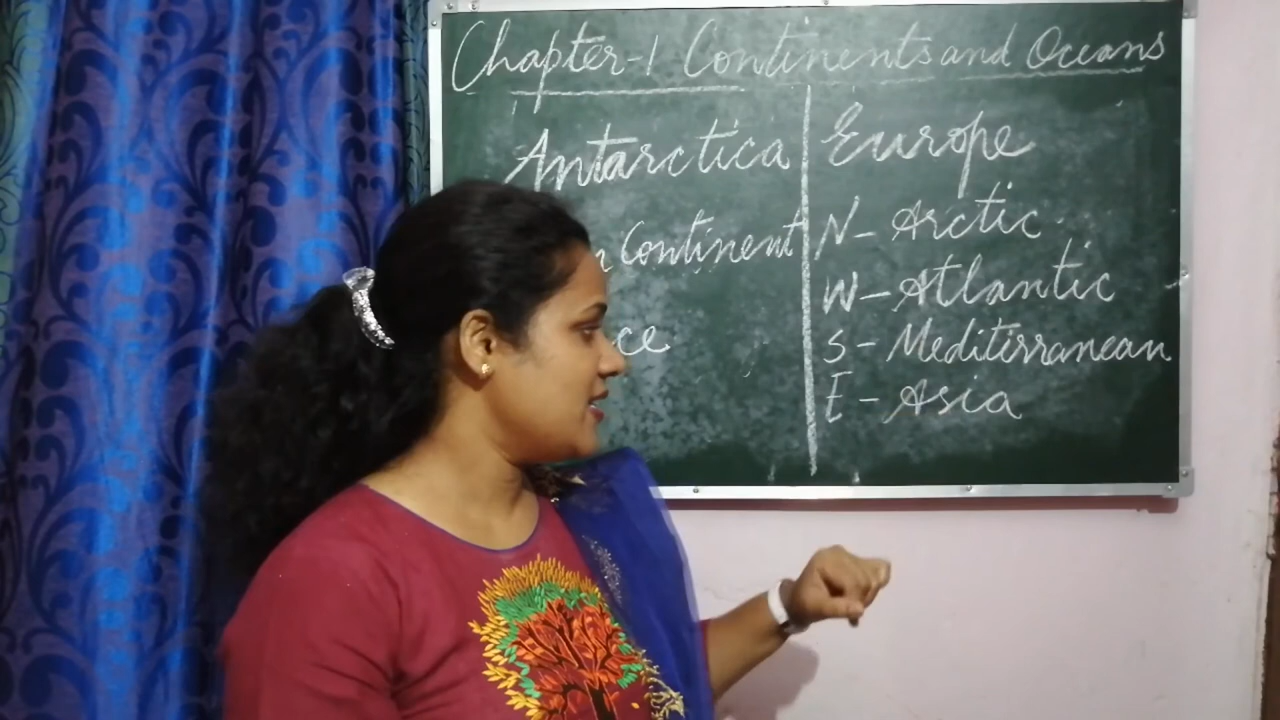 Chapter-1 Continents and Oceans
Antarctica
Continent
Europe
N- Arctic
W- Atlantic
S- Mediterranean
E- Asia